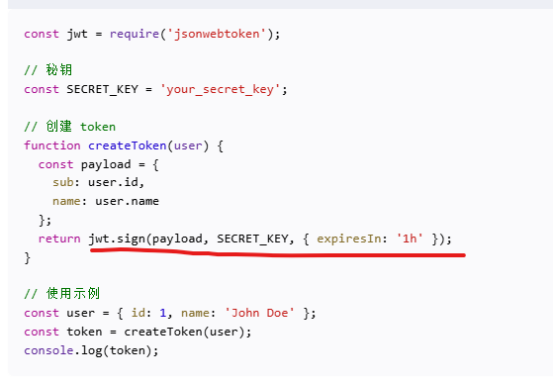 const jwt = require('jsonwebtoken');
// 秘钥
const SECRET_KEY = 'your_secret_key';
// 创建 token
function createToken(user) {
  const payload = {
    sub: user.id,
    name: user.name
  };
  return jwt.sign(payload, SECRET_KEY, { expiresIn: '1h' });
}
// 使用示例
const user = { id: 1, name: 'John Doe' };
const token = createToken(user);
console.log(token);